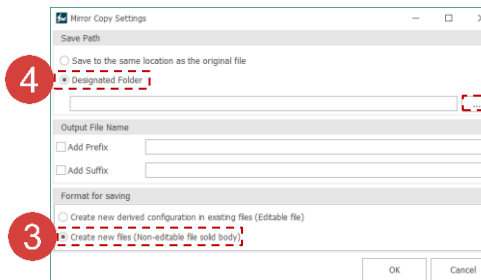 Mirror Copy Settings
Save Path
Save to the same location as the original file
4
Designated Folder
...
Output File Name
Add Prefix
Add Suffix
Format for saving
Create new derived configuration in existing files (Editable file)
3
Create new files (Non-editable file solid body)
OK Cancel